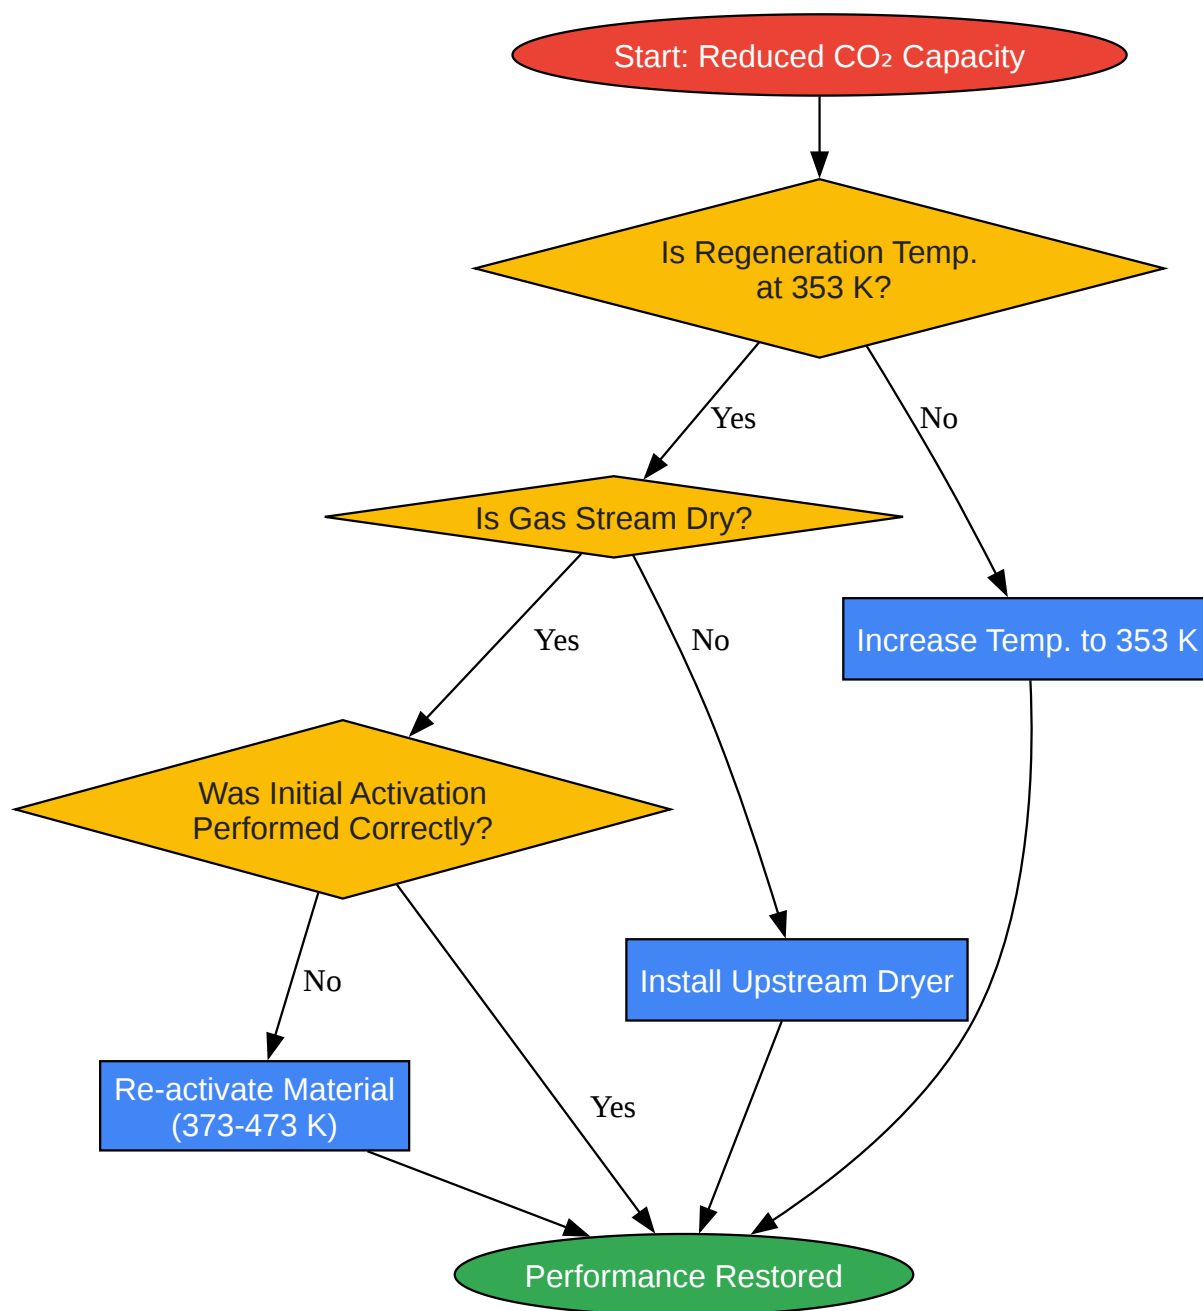 Start: Reduced CO₂ Capacity
Is Regeneration Temp.
at 353 K?
Yes
No
Is Gas Stream Dry?
Yes
No
Increase Temp. to 353 K
Was Initial Activation
Performed Correctly?
No
Yes
Install Upstream Dryer
Re-activate Material
(373-473 K)
Performance Restored